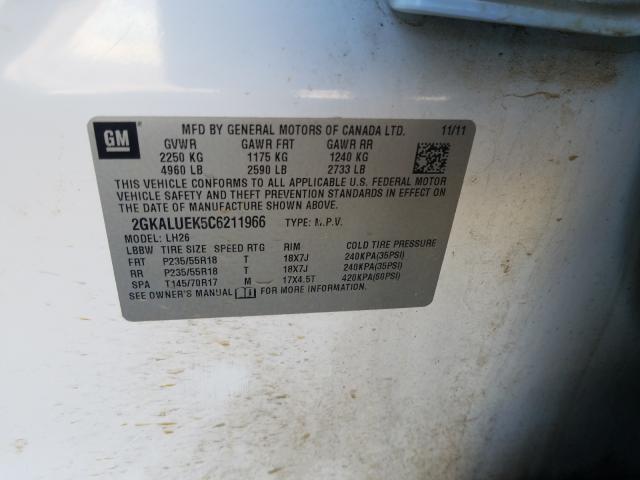 GM MFD BY GENERAL MOTORS OF CANADA LTD. 11/11
GVWR GAWR FRT GAWR RR
2250 KG 1175 KG 1240 KG
4960 LB 2590 LB 2733 LB
THIS VEHICLE CONFORMS TO ALL APPLICABLE U.S. FEDERAL MOTOR
VEHICLE SAFETY AND THEFT PREVENTION STANDARDS IN EFFECT ON
THE DATE OF MANUFACTURE SHOWN ABOVE.
2GKALUEK5C6211966 TYPE: M.P.V.
MODEL: LH26
LBBW TIRE SIZE SPEED RTG RIM COLD TIRE PRESSURE
FRT P235/55R18 T 18X7J 240KPA(35PSI)
RR P235/55R18 T 18X7J 240KPA(35PSI)
SPA T145/70R17 M 17X4.5T 420KPA(60PSI)
SEE OWNER'S MANUAL FOR MORE INFORMATION.